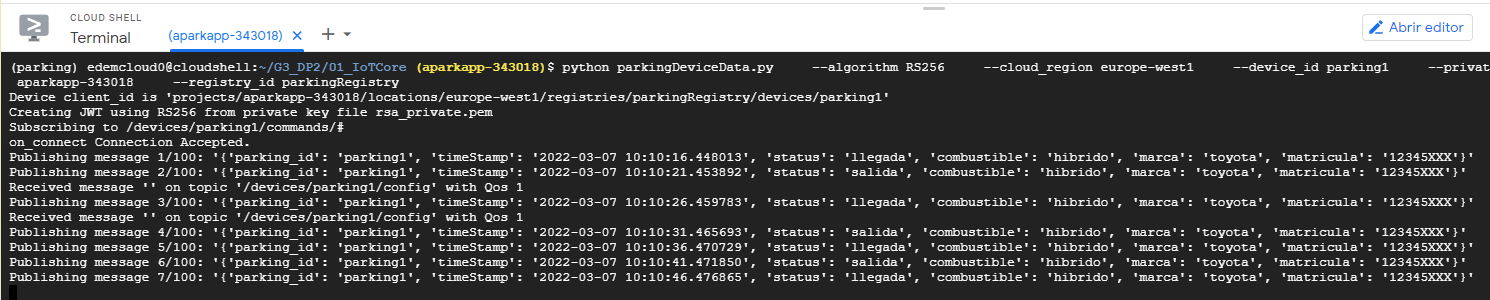 CLOUD SHELL
Terminal
(aparkapp-343018)
Abrir editor
(parking) edemcloud0@cloudshell:~/G3_DP2/01_IoTCore (aparkapp-343018)$ python parkingDeviceData.py --algorithm RS256 --cloud_region europe-west1 --device_id parking1 --privat
aparkapp-343018 --registry_id parkingRegistry
Device client_id is 'projects/aparkapp-343018/locations/europe-west1/registries/parkingRegistry/devices/parking1'
Creating JWT using RS256 from private key file rsa_private.pem
Subscribing to /devices/parking1/commands/#
on_connect Connection Accepted.
Publishing message 1/100: '{'parking_id': 'parking1', 'timeStamp': '2022-03-07 10:10:16.448013', 'status': 'llegada', 'combustible': 'hibrido', 'marca': 'toyota', 'matricula': '12345XXX'}'
Publishing message 2/100: '{'parking_id': 'parking1', 'timeStamp': '2022-03-07 10:10:21.453892', 'status': 'salida', 'combustible': 'hibrido', 'marca': 'toyota', 'matricula': '12345XXX'}'
Received message '' on topic '/devices/parking1/config' with Qos 1
Publishing message 3/100: '{'parking_id': 'parking1', 'timeStamp': '2022-03-07 10:10:26.459783', 'status': 'llegada', 'combustible': 'hibrido', 'marca': 'toyota', 'matricula': '12345XXX'}'
Received message '' on topic '/devices/parking1/config' with Qos 1
Publishing message 4/100: '{'parking_id': 'parking1', 'timeStamp': '2022-03-07 10:10:31.465693', 'status': 'salida', 'combustible': 'hibrido', 'marca': 'toyota', 'matricula': '12345XXX'}'
Publishing message 5/100: '{'parking_id': 'parking1', 'timeStamp': '2022-03-07 10:10:36.470729', 'status': 'llegada', 'combustible': 'hibrido', 'marca': 'toyota', 'matricula': '12345XXX'}'
Publishing message 6/100: '{'parking_id': 'parking1', 'timeStamp': '2022-03-07 10:10:41.471850', 'status': 'salida', 'combustible': 'hibrido', 'marca': 'toyota', 'matricula': '12345XXX'}'
Publishing message 7/100: '{'parking_id': 'parking1', 'timeStamp': '2022-03-07 10:10:46.476865', 'status': 'llegada', 'combustible': 'hibrido', 'marca': 'toyota', 'matricula': '12345XXX'}'